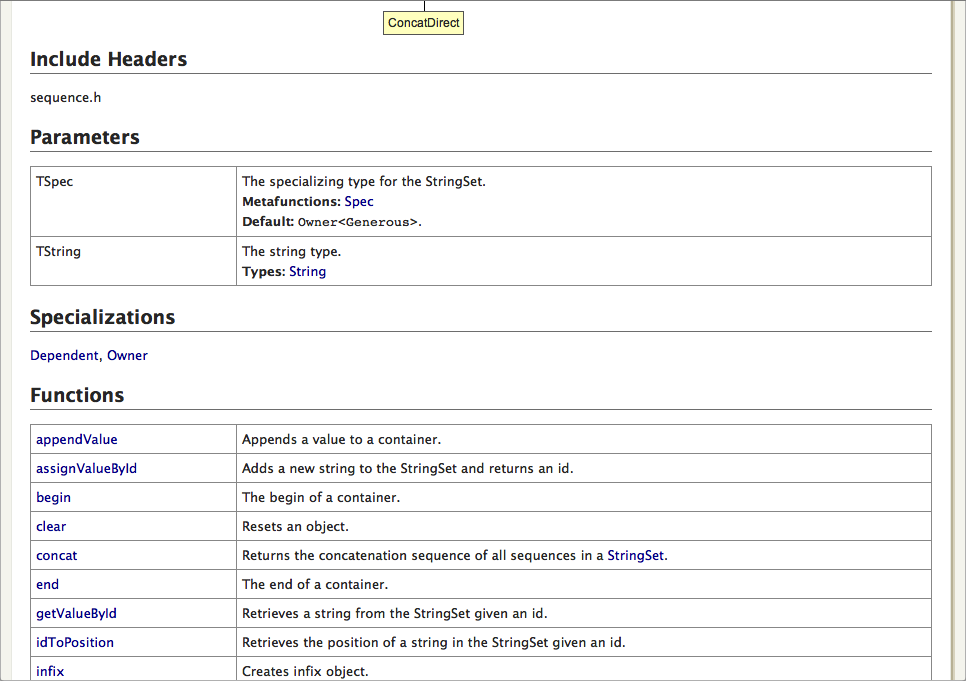 ConcatDirect
Include Headers
sequence.h
Parameters
TSpec
The specializing type for the StringSet.
Metafunctions: Spec
Default: Owner<Generous>.
TString
The string type.
Types: String
Specializations
Dependent, Owner
Functions
appendValue
Appends a value to a container.
assignValueById
Adds a new string to the StringSet and returns an id.
begin
The begin of a container.
clear
Resets an object.
concat
Returns the concatenation sequence of all sequences in a StringSet.
end
The end of a container.
getValueById
Retrieves a string from the StringSet given an id.
idToPosition
Retrieves the position of a string in the StringSet given an id.
infix
Creates infix object.